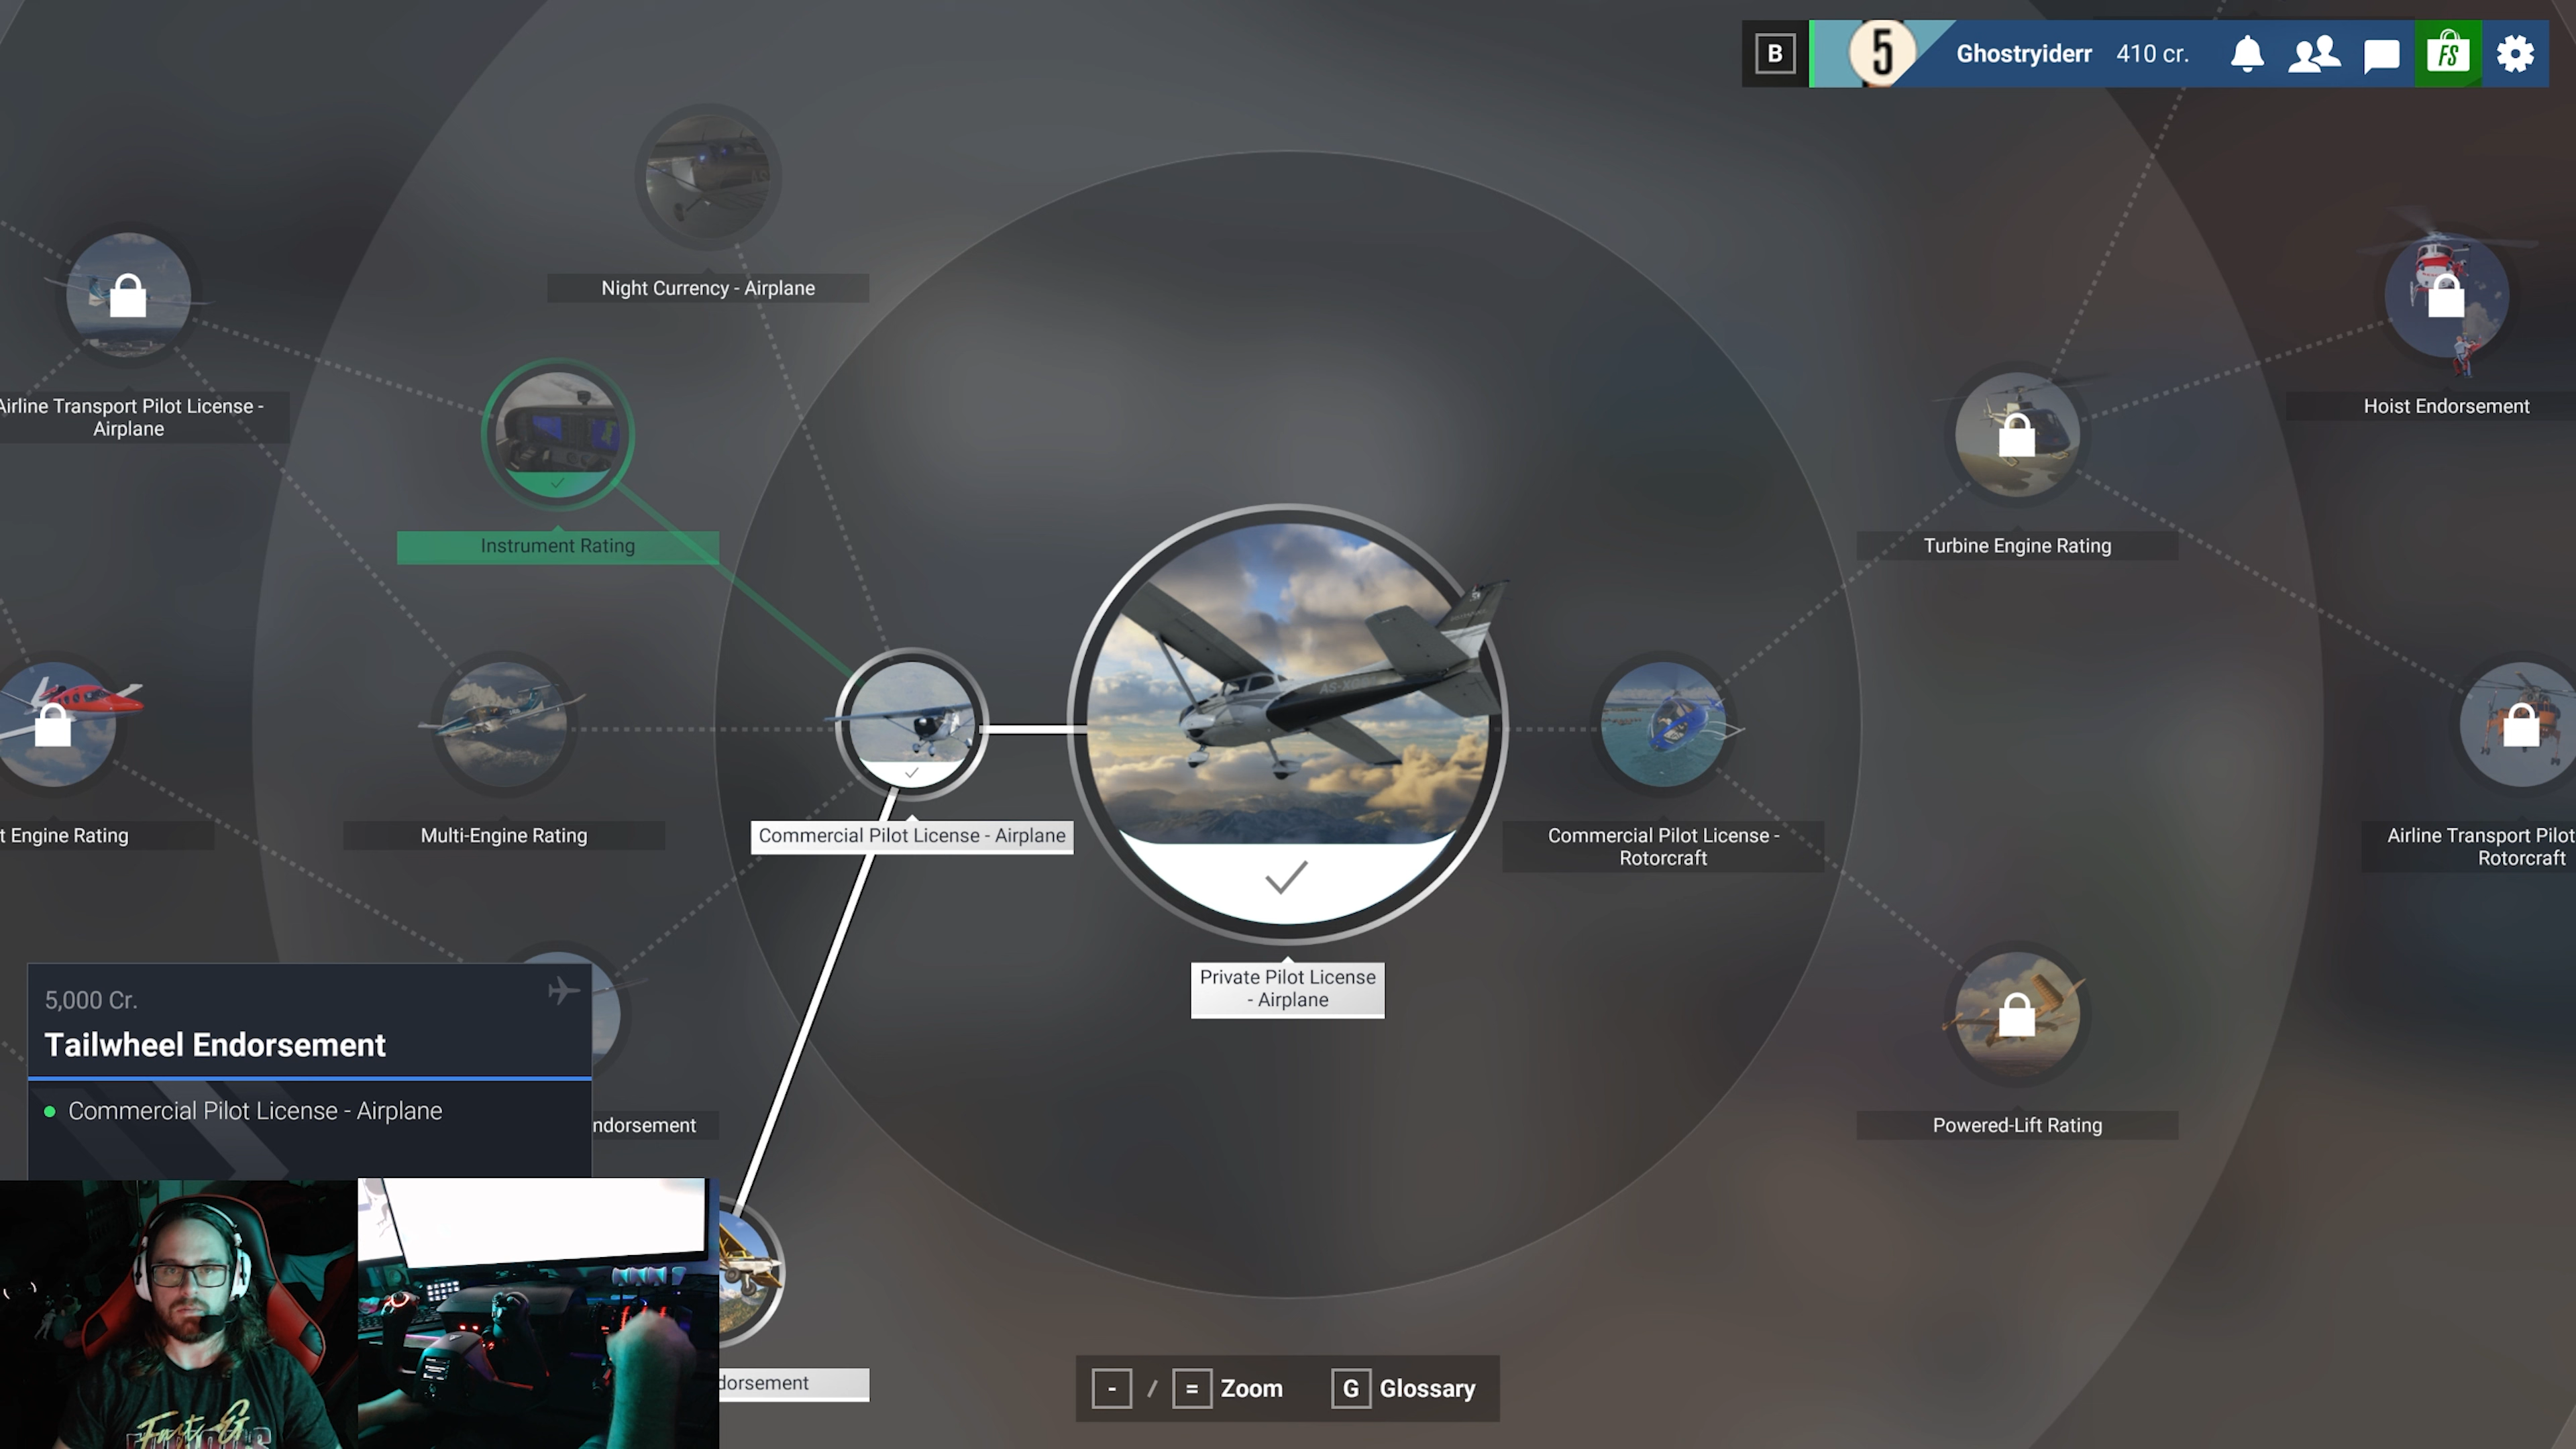 B
5
Ghostryiderr 410 cr.
FS
Night Currency - Airplane
Airline Transport Pilot License -
Airplane
Hoist Endorsement
Instrument Rating
Turbine Engine Rating
t Engine Rating
Multi-Engine Rating
Commercial Pilot License - Airplane
Commercial Pilot License -
Rotorcraft
Airline Transport Pilot
Rotorcraft
Private Pilot License
- Airplane
5,000 Cr.
Tailwheel Endorsement
Commercial Pilot License - Airplane
ndorsement
Powered-Lift Rating
dorsement
- / = Zoom G Glossary
Fast &